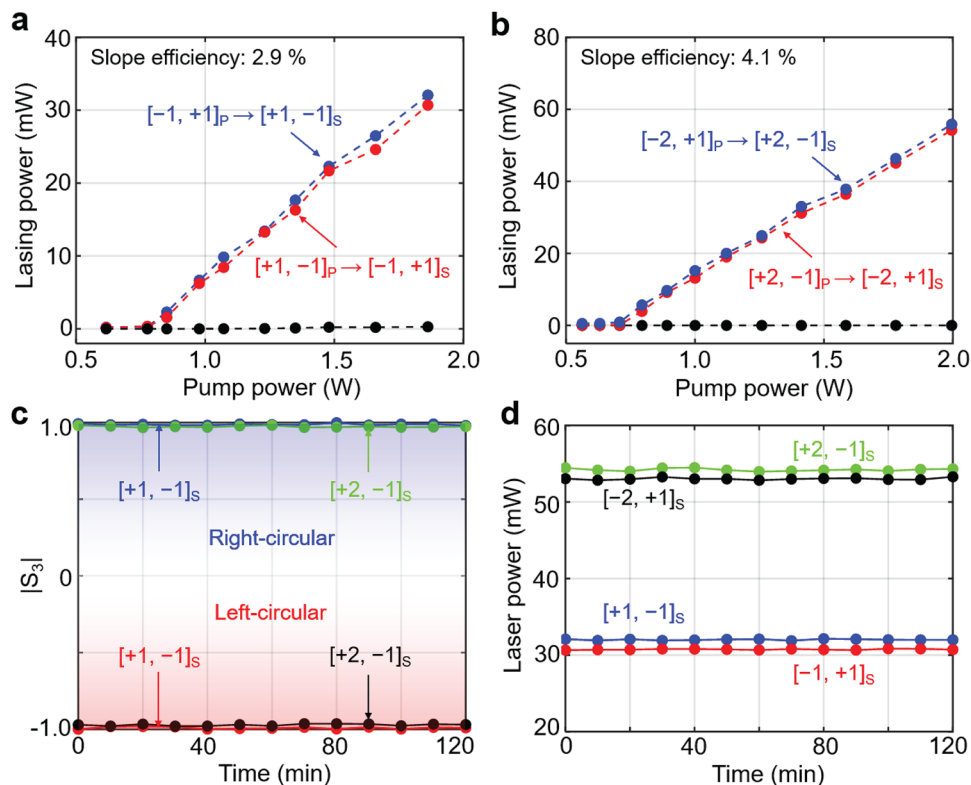 a
Slope efficiency: 2.9 %
[−1, +1]P → [+1, −1]S
[+1, −1]P → [−1, +1]S
Lasing power (mW)
40
30
20
10
0
0.5
1.0
1.5
2.0
Pump power (W)
b
Slope efficiency: 4.1 %
[−2, +1]P → [+2, −1]S
[+2, −1]P → [−2, +1]S
Lasing power (mW)
80
60
40
20
0
0.5
1.0
1.5
2.0
Pump power (W)
c
[+1, −1]S
[+2, −1]S
Right-circular
Left-circular
[+1, −1]S
[+2, −1]S
|S3|
1.0
0
-1.0
0
40
80
120
Time (min)
d
[+2, −1]S
[−2, +1]S
[+1, −1]S
[−1, +1]S
Laser power (mW)
60
50
40
30
20
0
40
80
120
Time (min)